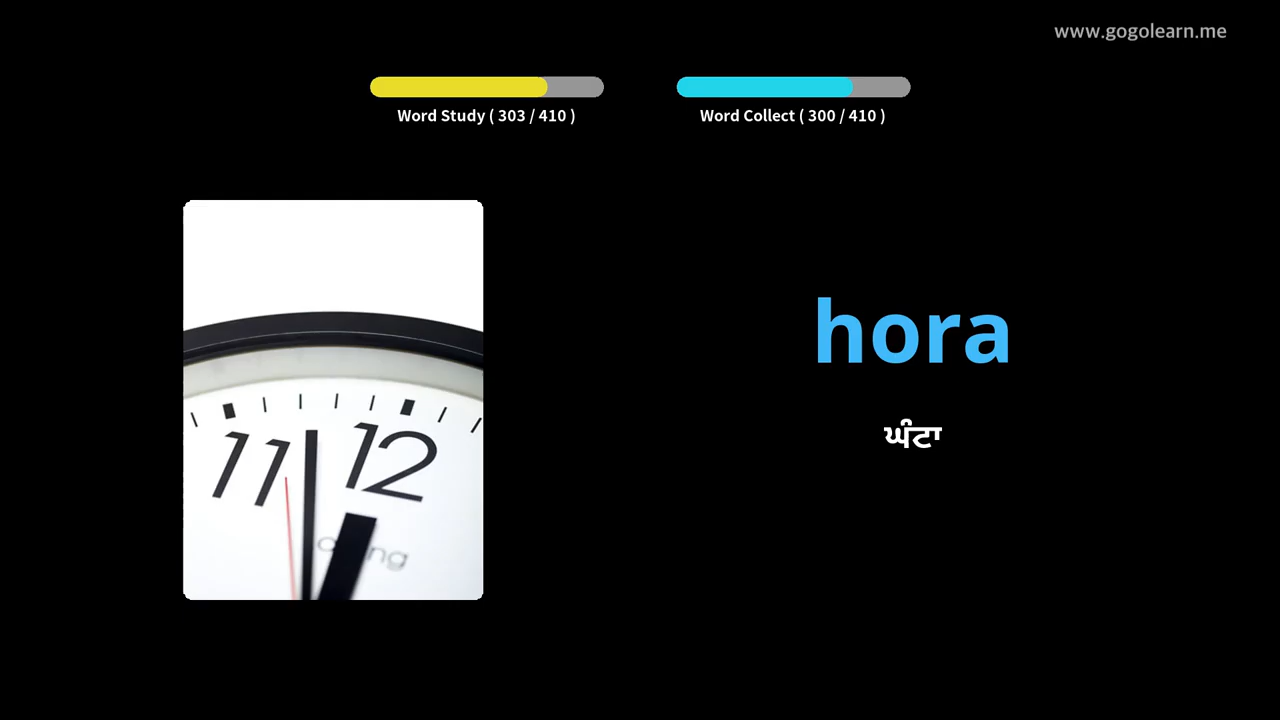 www.gogolearn.me
Word Study ( 303 / 410 )
Word Collect ( 300 / 410 )
hora
ਘੰਟਾ
11
12